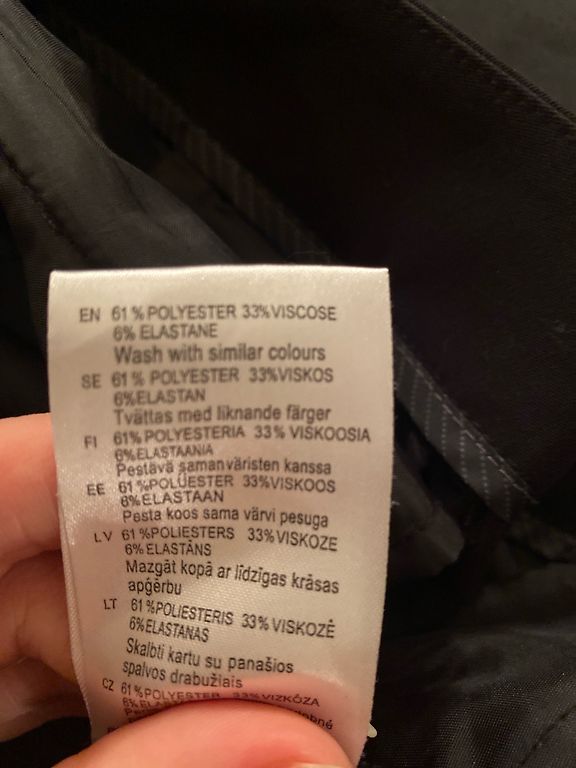 EN 61 % POLYESTER 33%VISCOSE
6% ELASTANE
Wash with similar colours
SE 61 % POLYESTER 33%VISKOS
6%ELASTAN
Tvättas med liknande färger
FI 61% POLYESTERIA 33% VISKOOSIA
6%ELASTAANIA
Pestävä samanväristen kanssa
EE 61 %POLÜESTER 33%VISKOOS
6%ELASTAAN
Pesta koos sama värvi pesuga
LV 61 %POLIESTERS 33%VISKOZE
6% ELASTĀNS
Mazgāt kopā ar līdzīgas krāsas
apģērbu
LT 61 %POLIESTERIS 33% VISKOZĖ
6%ELASTANAS
Skalbti kartu su panašios
spalvos drabužiais
CZ 61 %POLYESTER 33%VIZKÓZA